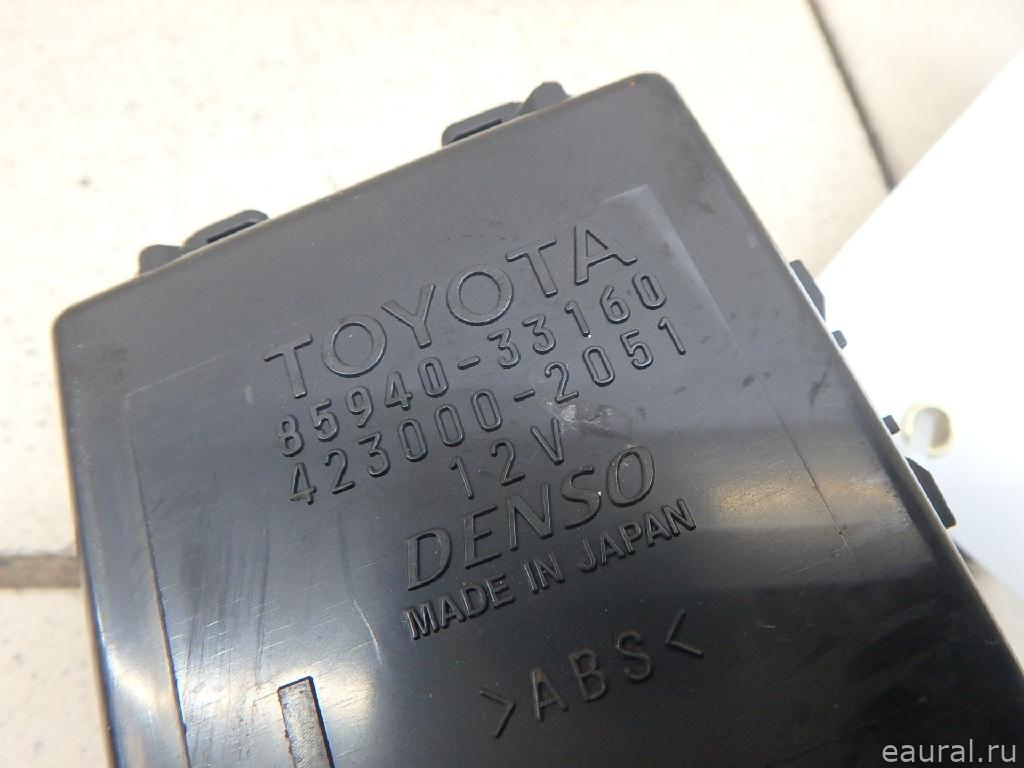 TOYOTA
85940-33160
423000-2051
12V
DENSO
MADE IN JAPAN
>ABS<
eaural.ru